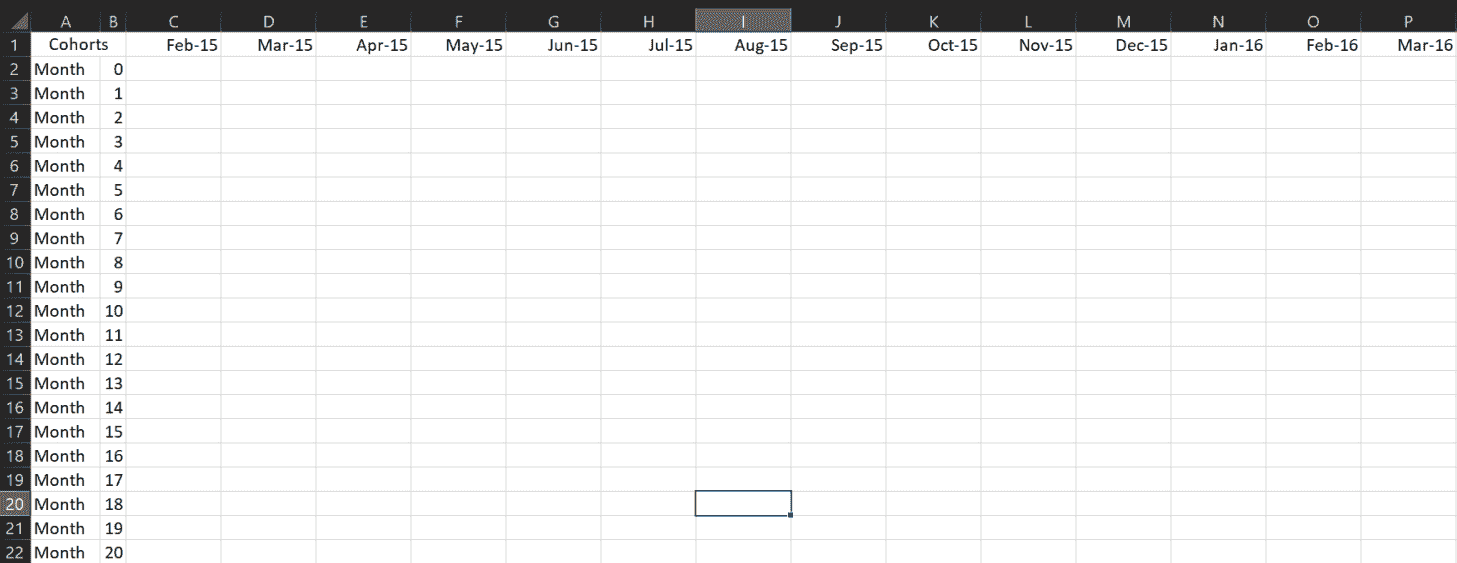 A B C D E F G H I J K L M N O P
1 Cohorts Feb-15 Mar-15 Apr-15 May-15 Jun-15 Jul-15 Aug-15 Sep-15 Oct-15 Nov-15 Dec-15 Jan-16 Feb-16 Mar-16
2 Month 0
3 Month 1
4 Month 2
5 Month 3
6 Month 4
7 Month 5
8 Month 6
9 Month 7
10 Month 8
11 Month 9
12 Month 10
13 Month 11
14 Month 12
15 Month 13
16 Month 14
17 Month 15
18 Month 16
19 Month 17
20 Month 18
21 Month 19
22 Month 20